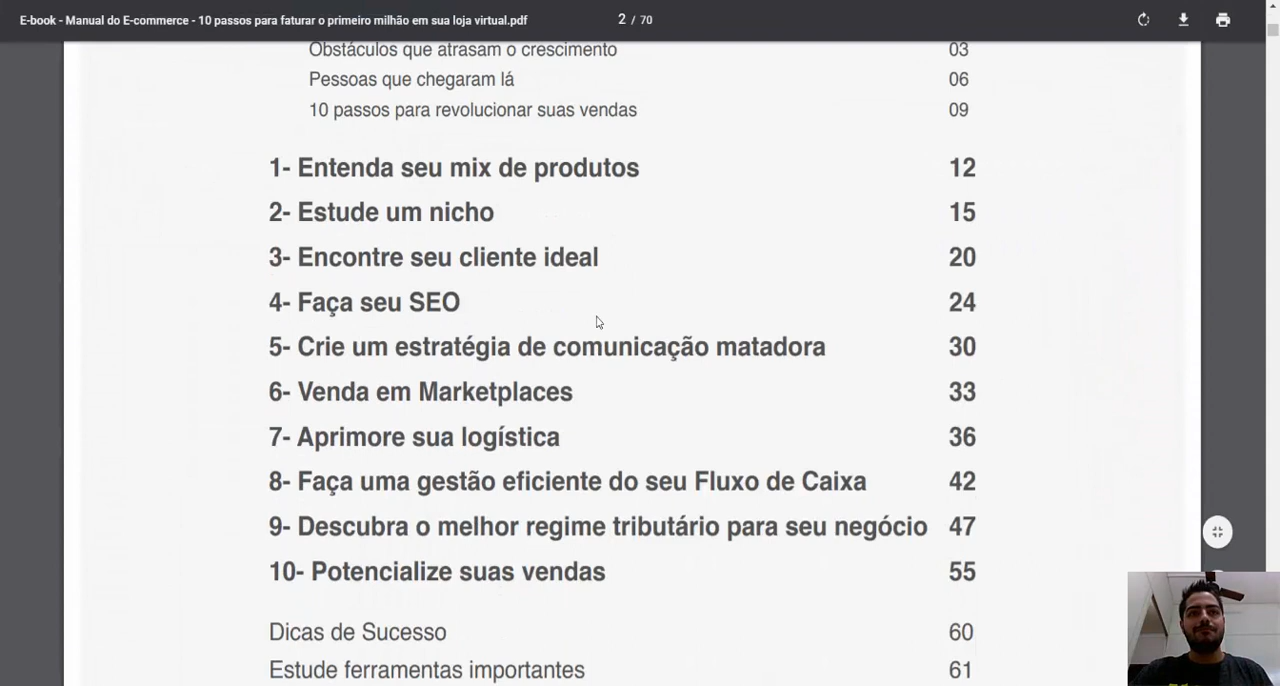 E-book - Manual do E-commerce - 10 passos para faturar o primeiro milhão em sua loja virtual.pdf 2 / 70
Obstáculos que atrasam o crescimento 03
Pessoas que chegaram lá 06
10 passos para revolucionar suas vendas 09
1- Entenda seu mix de produtos 12
2- Estude um nicho 15
3- Encontre seu cliente ideal 20
4- Faça seu SEO 24
5- Crie um estratégia de comunicação matadora 30
6- Venda em Marketplaces 33
7- Aprimore sua logística 36
8- Faça uma gestão eficiente do seu Fluxo de Caixa 42
9- Descubra o melhor regime tributário para seu negócio 47
10- Potencialize suas vendas 55
Dicas de Sucesso 60
Estude ferramentas importantes 61